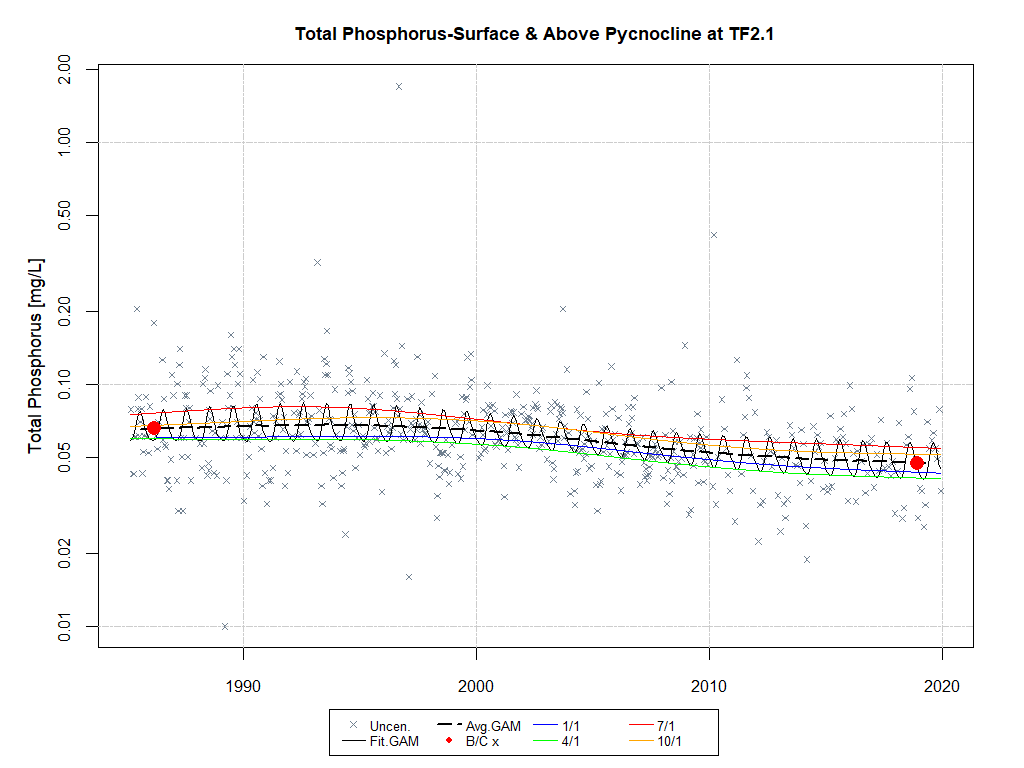 Total Phosphorus-Surface & Above Pycnocline at TF2.1
Total Phosphorus [mg/L]
2.00
1.00
0.50
0.20
0.10
0.05
0.02
0.01
1990 2000 2010 2020
Uncen. Avg.GAM 1/1 7/1
Fit.GAM B/C x 4/1 10/1